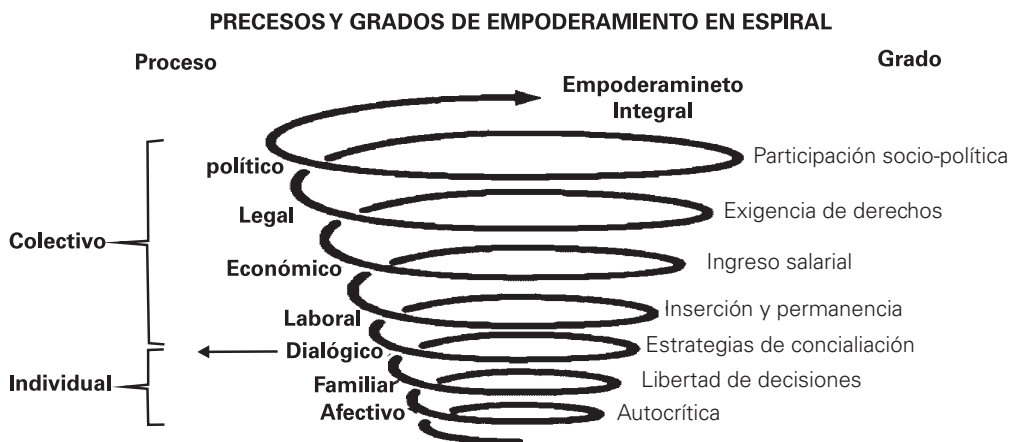 PRECESOS Y GRADOS DE EMPODERAMIENTO EN ESPIRAL
Proceso
Grado
Empoderamineto
Integral
político
Participación socio-política
Legal
Exigencia de derechos
Colectivo
Económico
Ingreso salarial
Laboral
Inserción y permanencia
Dialógico
Estrategias de concialiación
Individual
Familiar
Libertad de decisiones
Afectivo
Autocrítica